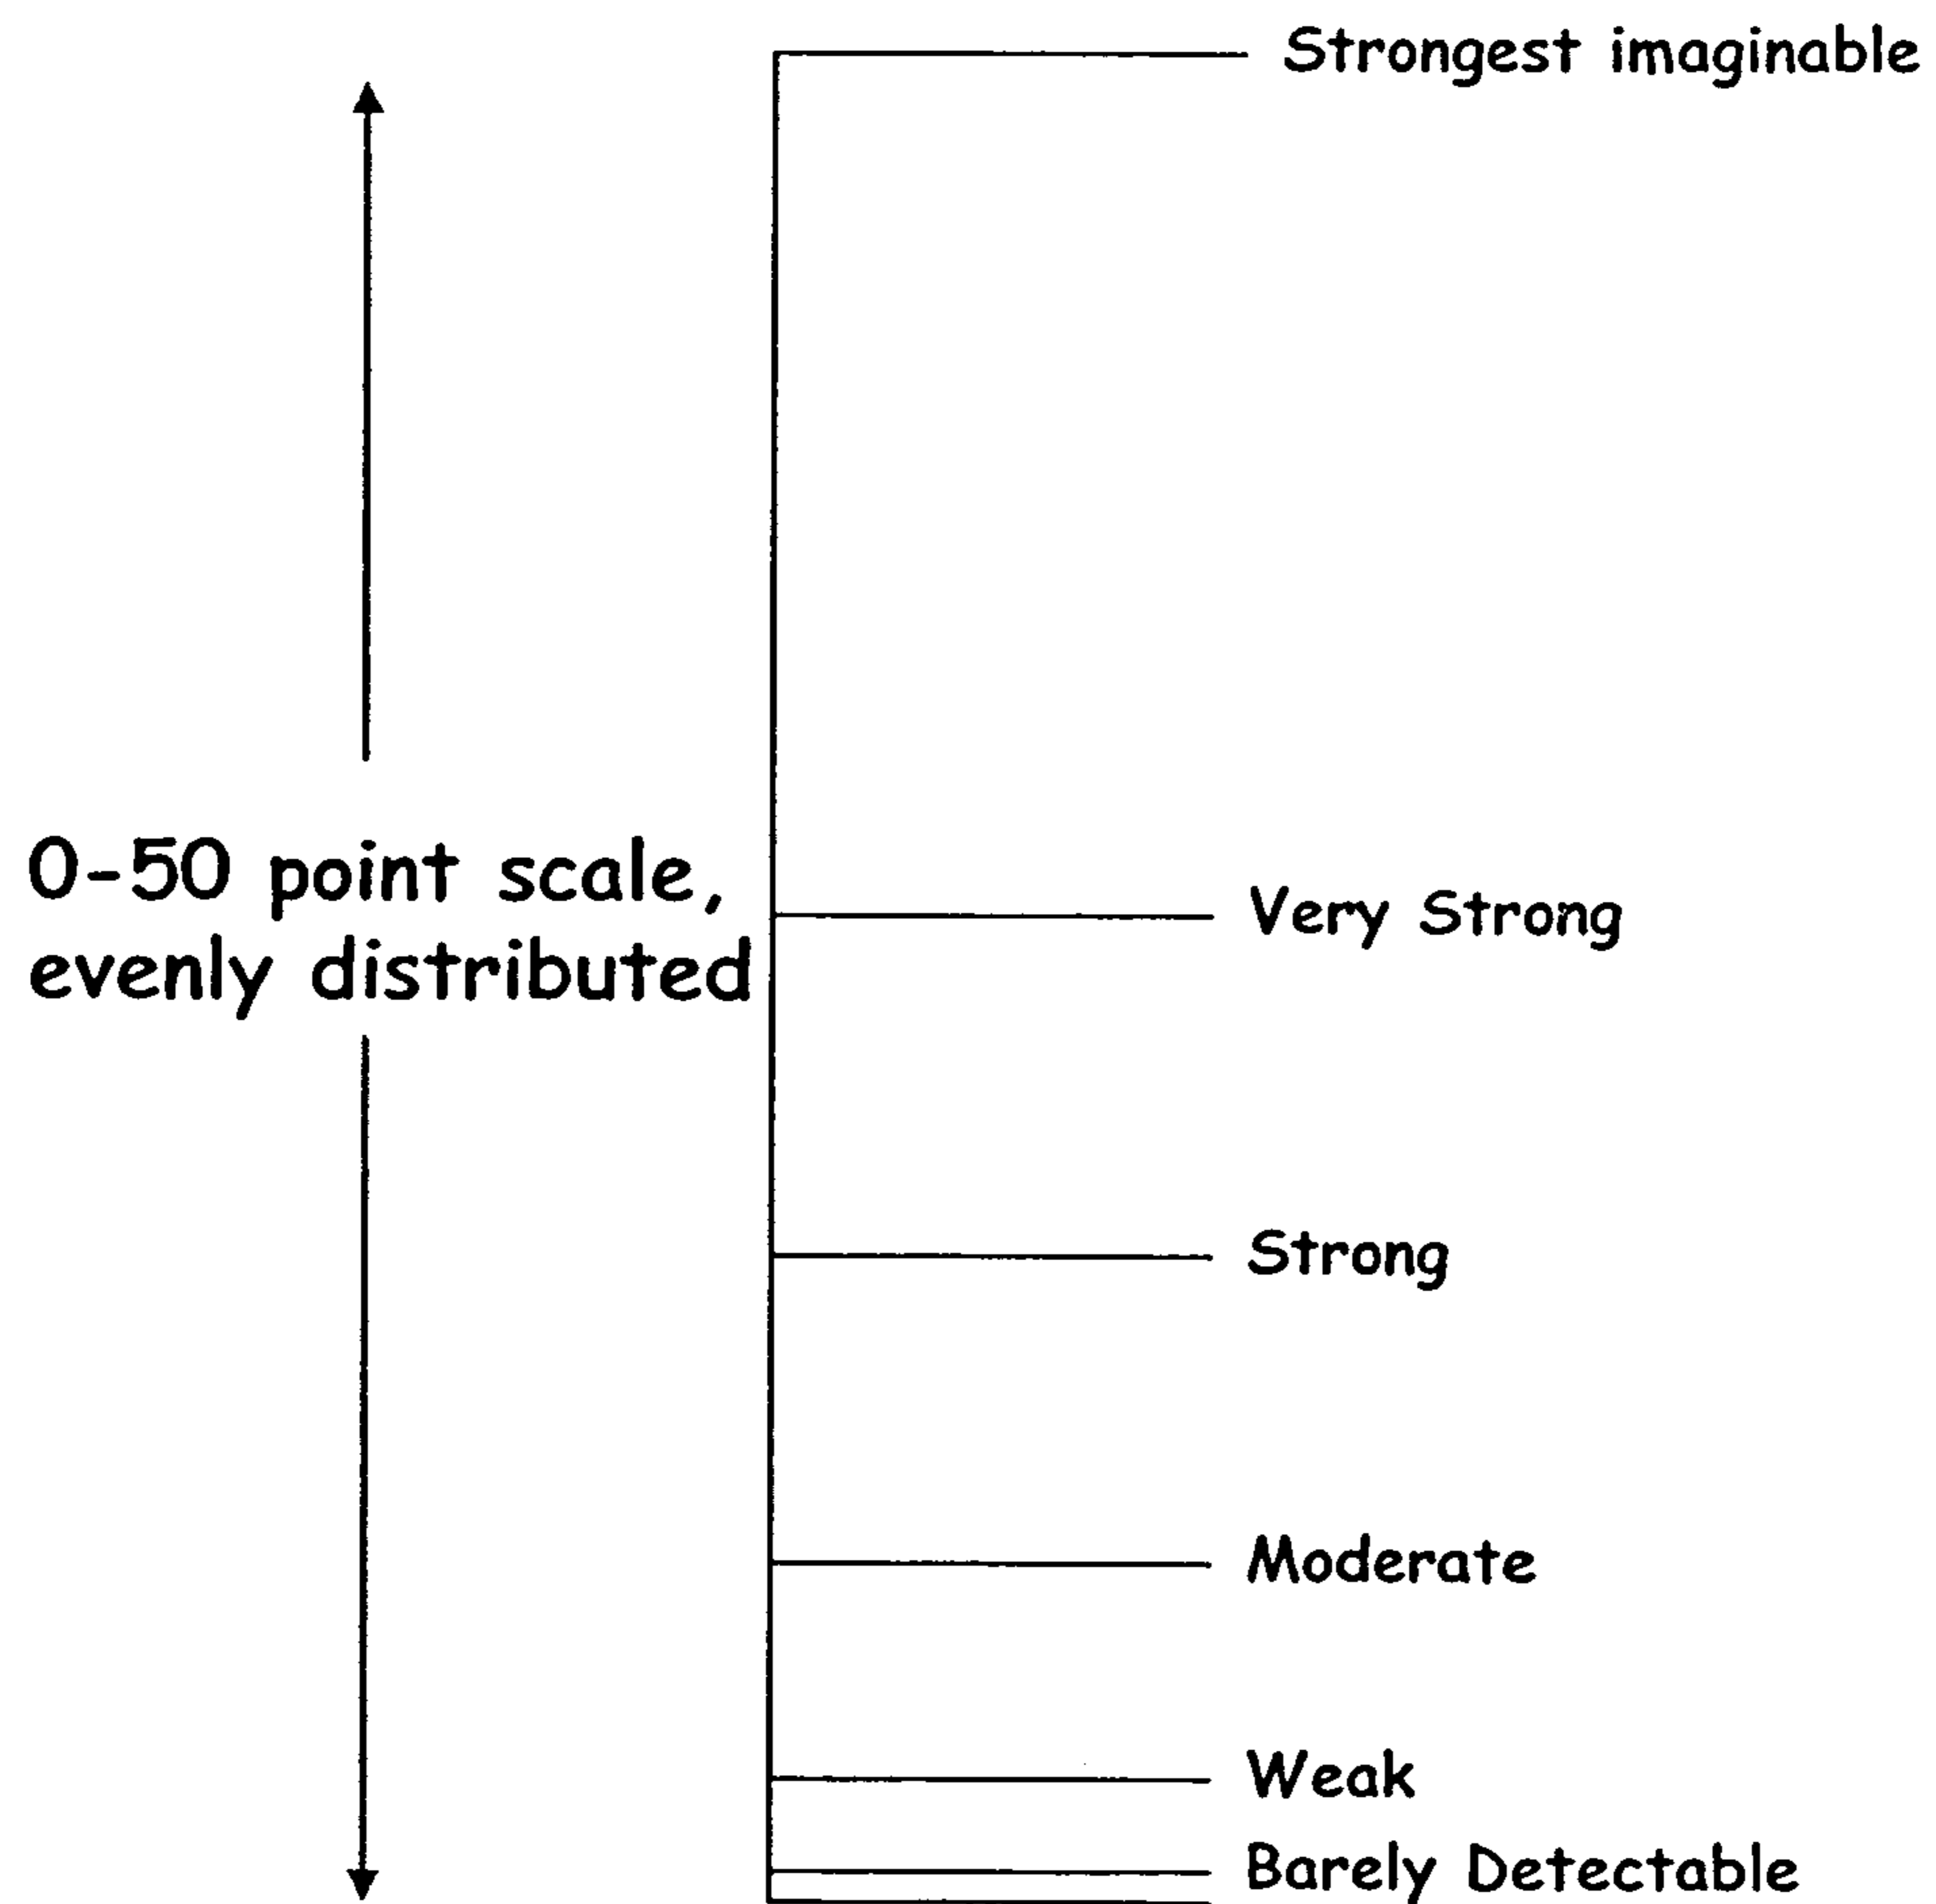 Strongest imaginable
0-50 point scale,
evenly distributed
Very Strong
Strong
Moderate
Weak
Barely Detectable